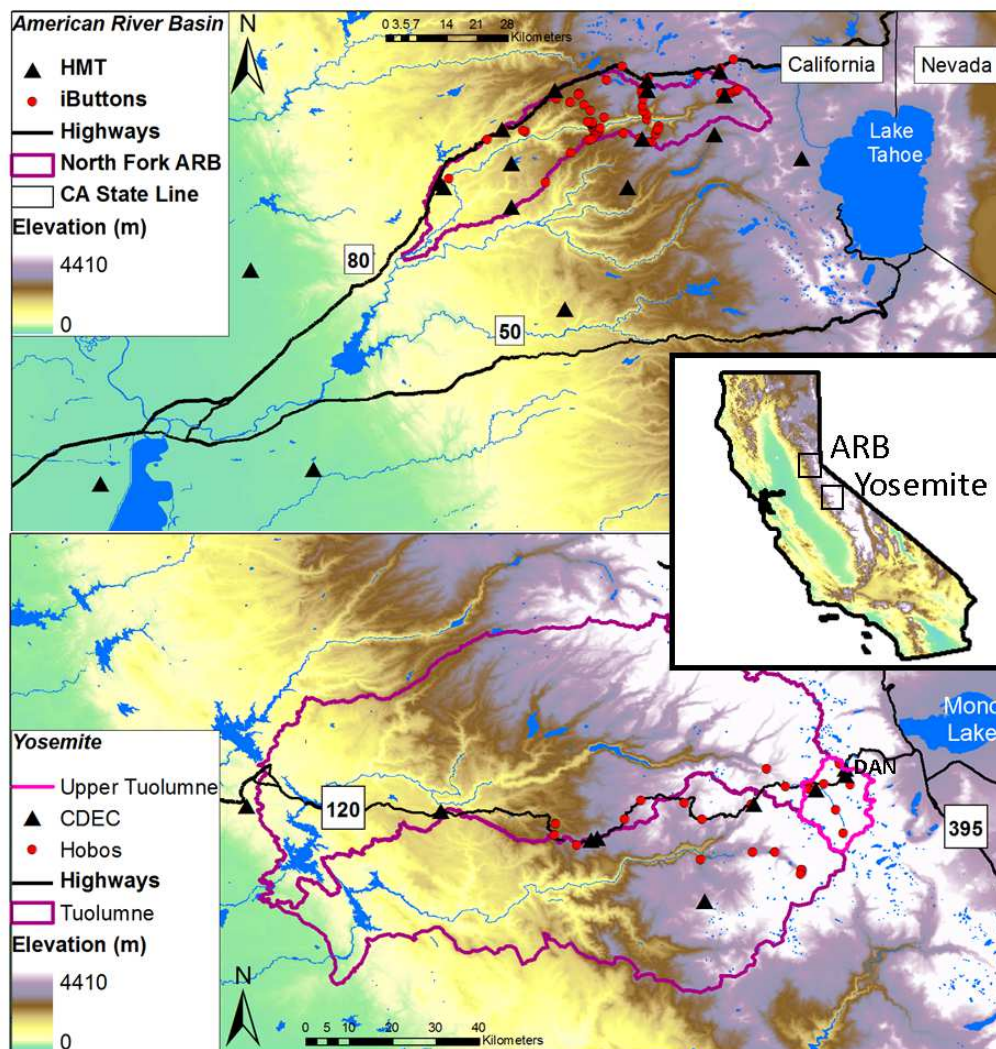 American River Basin
HMT
iButtons
Highways
North Fork ARB
CA State Line
Elevation (m)
4410
0
N
0 3.5 7 14 21 28
Kilometers
California
Nevada
Lake
Tahoe
80
50
ARB
Yosemite
Yosemite
Upper Tuolumne
CDEC
Hobos
Highways
Tuolumne
Elevation (m)
4410
0
N
0 5 10 20 30 40
Kilometers
120
DAN
Mono
Lake
395